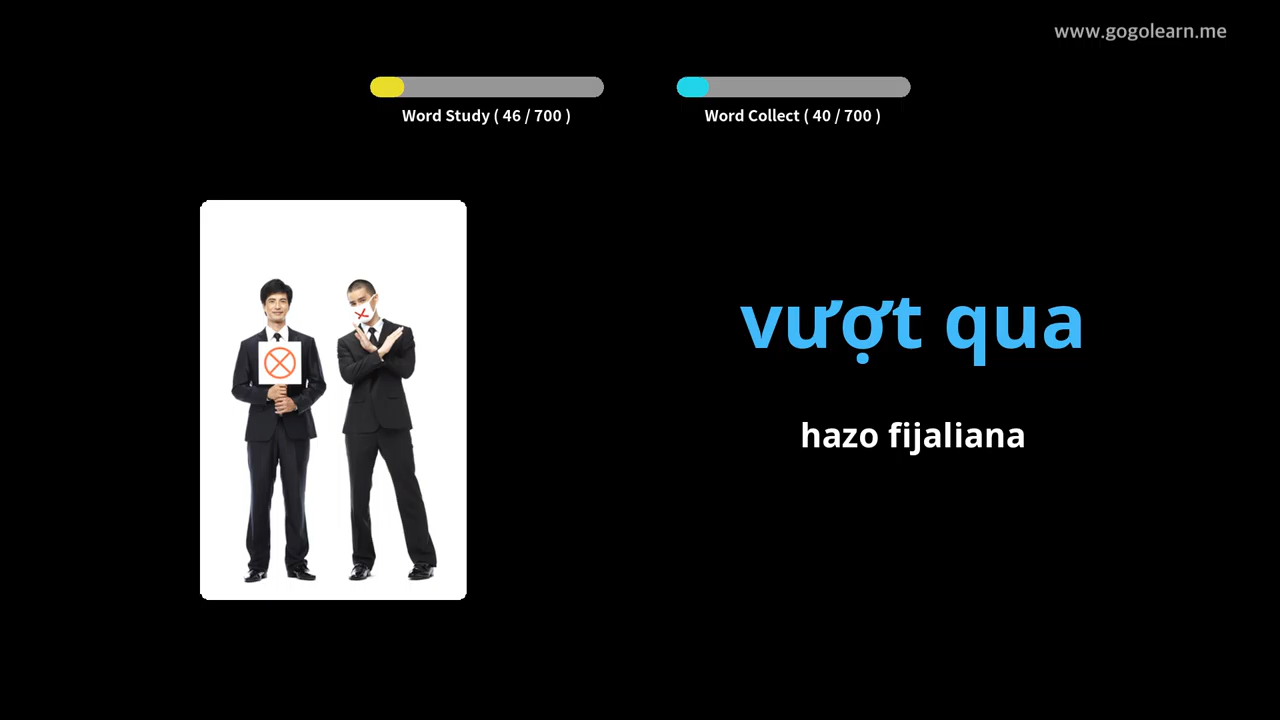 www.gogolearn.me
Word Study ( 46 / 700 )
Word Collect ( 40 / 700 )
vượt qua
hazo fijaliana